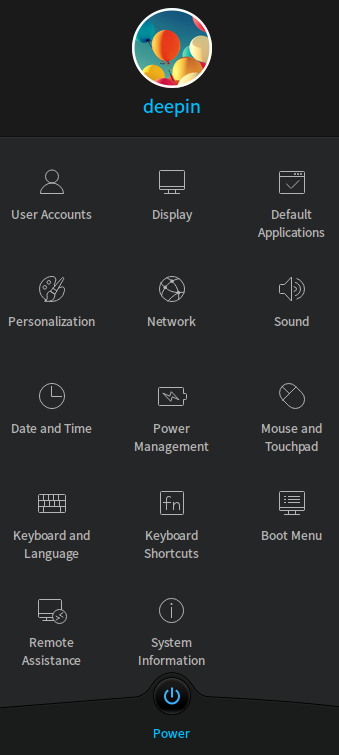 deepin
User Accounts
Display
Default
Applications
Personalization
Network
Sound
Date and Time
Power
Management
Mouse and
Touchpad
fn
Keyboard and
Language
Keyboard
Shortcuts
Boot Menu
Remote
Assistance
System
Information
Power